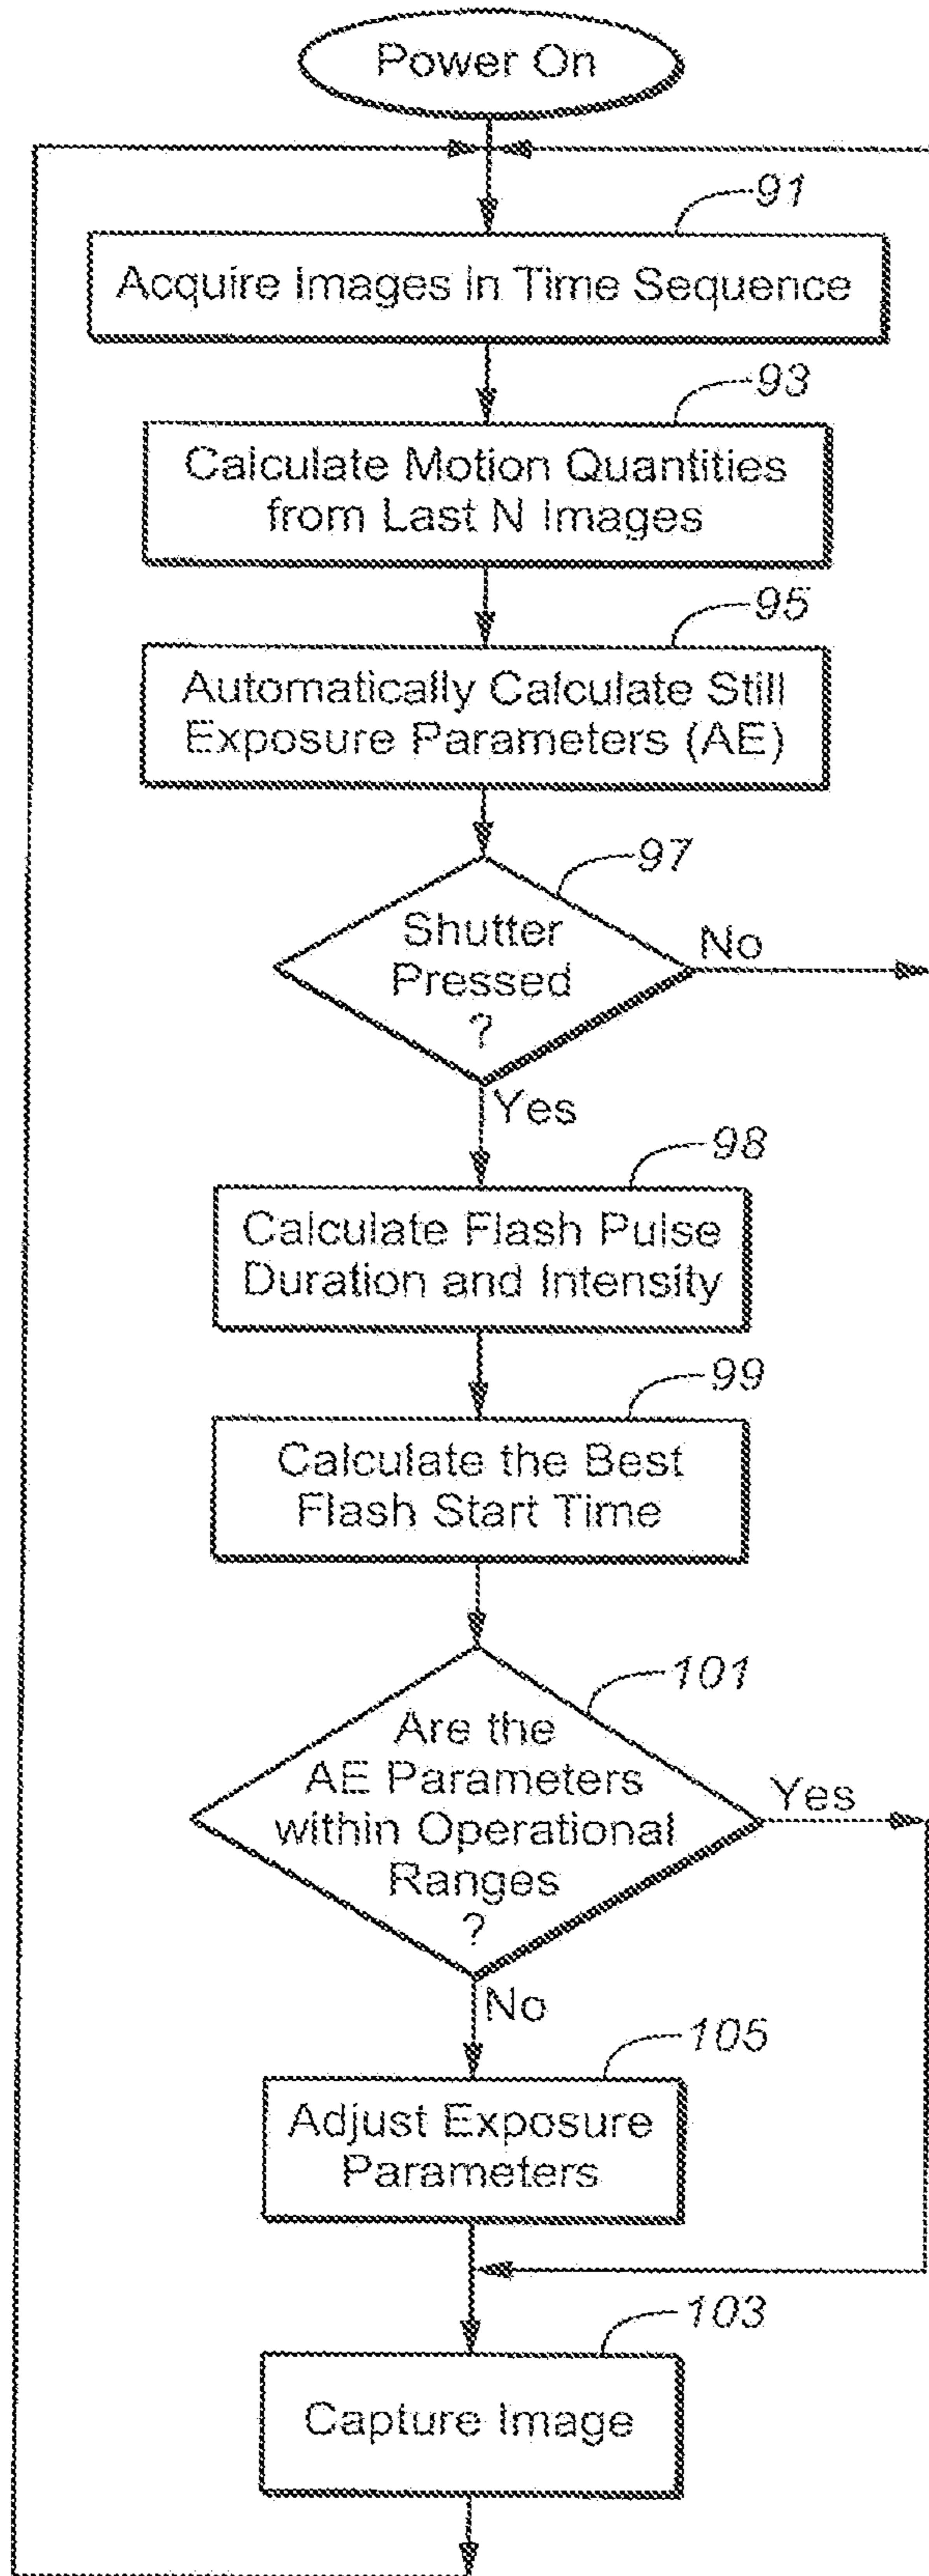 Power On
91
Acquire Images in Time Sequence
93
Calculate Motion Quantities
from Last N Images
95
Automatically Calculate Still
Exposure Parameters (AE)
97
Shutter
Pressed
?
No
Yes
98
Calculate Flash Pulse
Duration and Intensity
99
Calculate the Best
Flash Start Time
101
Are the
AE Parameters
within Operational
Ranges
?
Yes
No
105
Adjust Exposure
Parameters
103
Capture Image